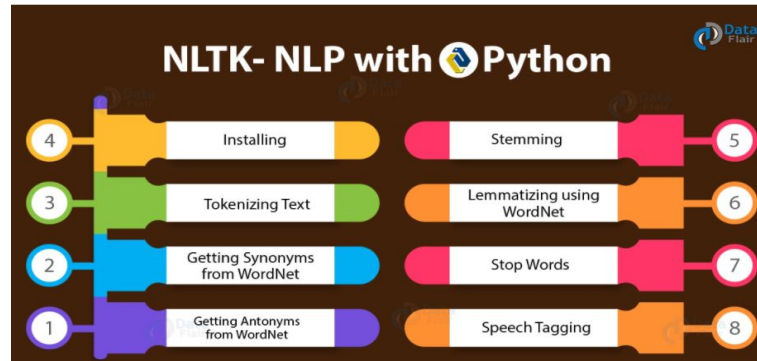 Data
Flair
NLTK- NLP with Python
4
Installing
3
Tokenizing Text
2
Getting Synonyms
from WordNet
1
Getting Antonyms
from WordNet
Stemming
5
Lemmatizing using
WordNet
6
Stop Words
7
Speech Tagging
8